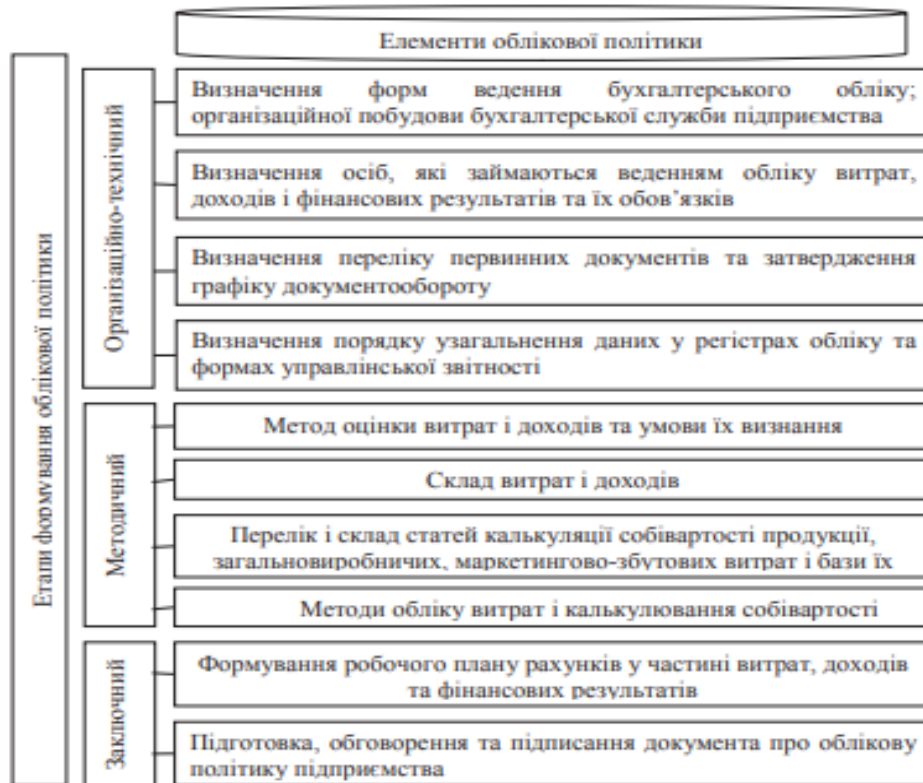 Елементи облікової політики
Етапи формування облікової політики
Організаційно-технічний
Визначення форм ведення бухгалтерського обліку;
організаційної побудови бухгалтерської служби підприємства
Визначення осіб, які займаються веденням обліку витрат,
доходів і фінансових результатів та їх обов’язків
Визначення переліку первинних документів та затвердження
графіку документообороту
Визначення порядку узагальнення даних у регістрах обліку та
формах управлінської звітності
Методичний
Метод оцінки витрат і доходів та умови їх визнання
Склад витрат і доходів
Перелік і склад статей калькуляції собівартості продукції,
загальновиробничих, маркетингово-збутових витрат і бази їх
Методи обліку витрат і калькулювання собівартості
Заключний
Формування робочого плану рахунків у частині витрат, доходів
та фінансових результатів
Підготовка, обговорення та підписання документа про облікову
політику підприємства